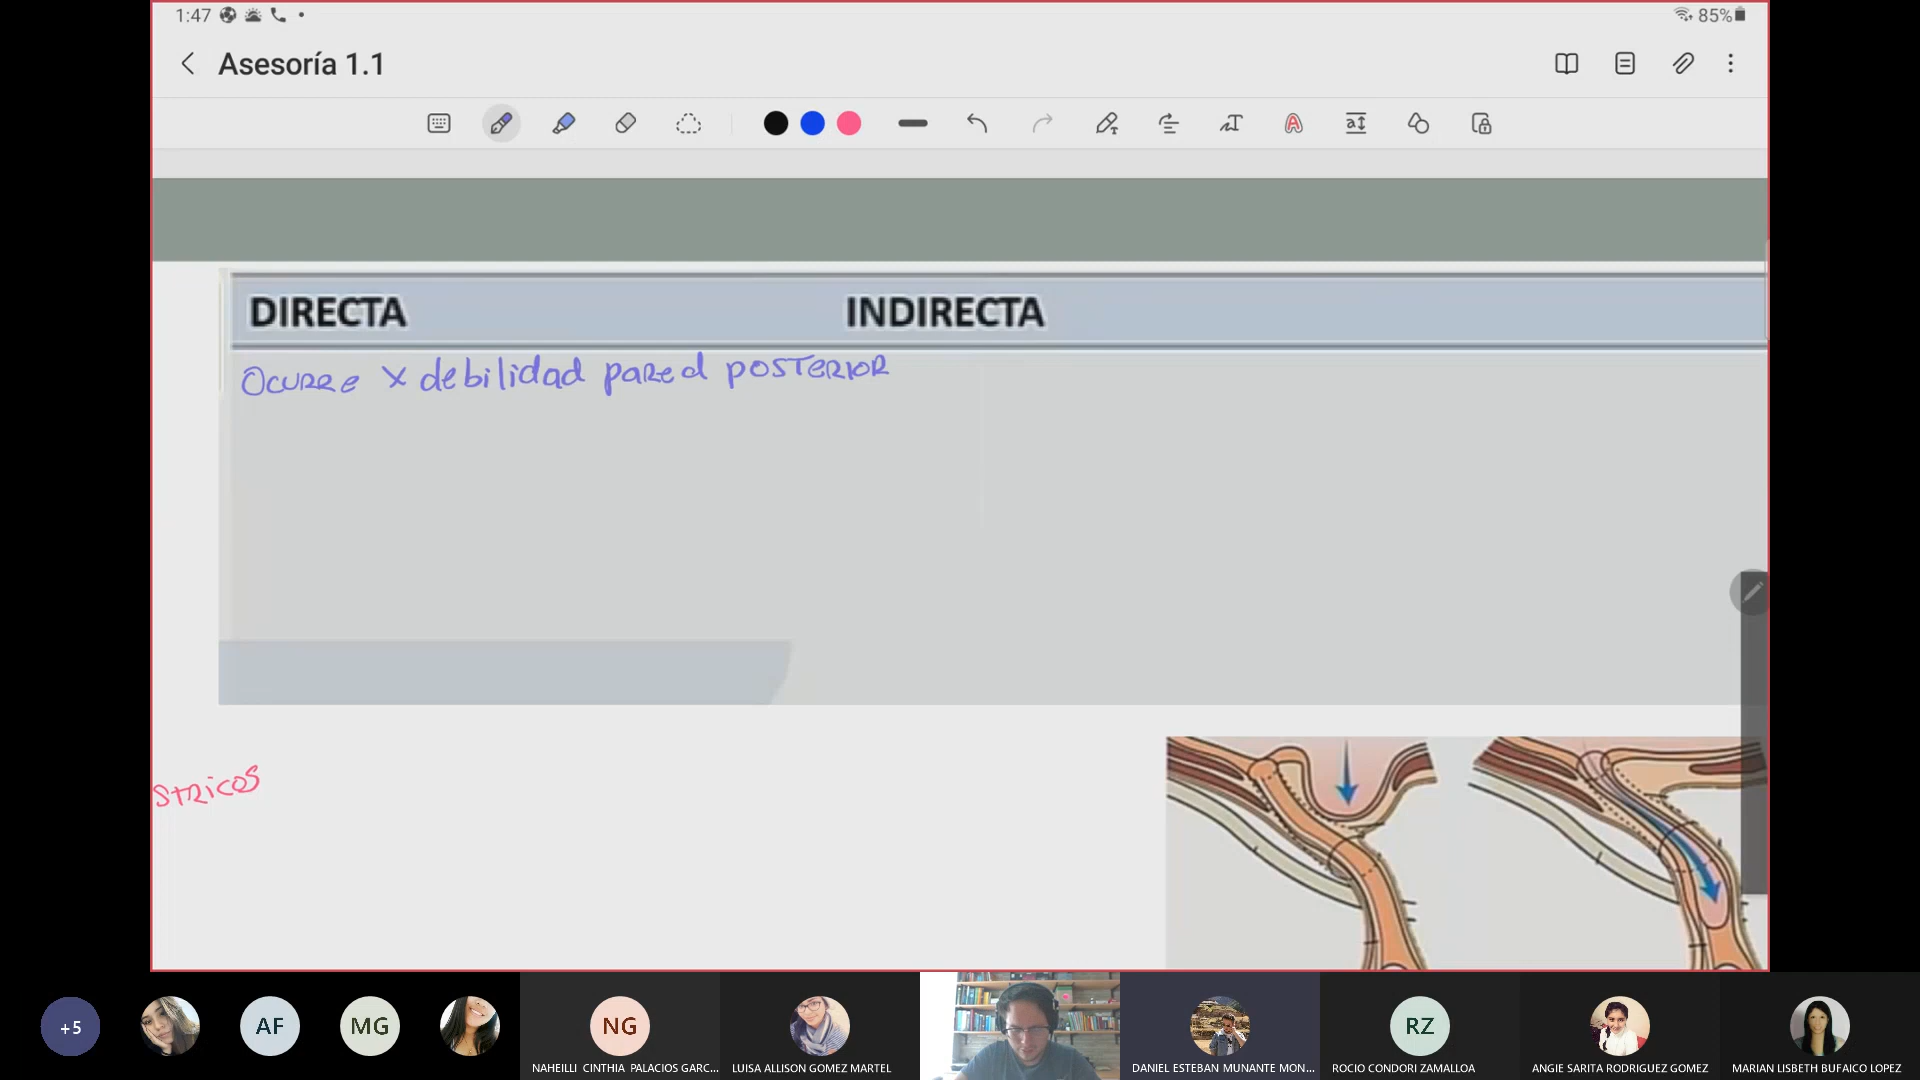 1:47
85%
Asesoría 1.1
DIRECTA
INDIRECTA
Ocurre x debilidad pared posterior
stricos
+5
AF
MG
NG
RZ
NAHEILLI CINTHIA PALACIOS GARC...
LUISA ALLISON GOMEZ MARTEL
DANIEL ESTEBAN MUNANTE MON...
ROCIO CONDORI ZAMALLOA
ANGIE SARITA RODRIGUEZ GOMEZ
MARIAN LISBETH BUFAICO LOPEZ